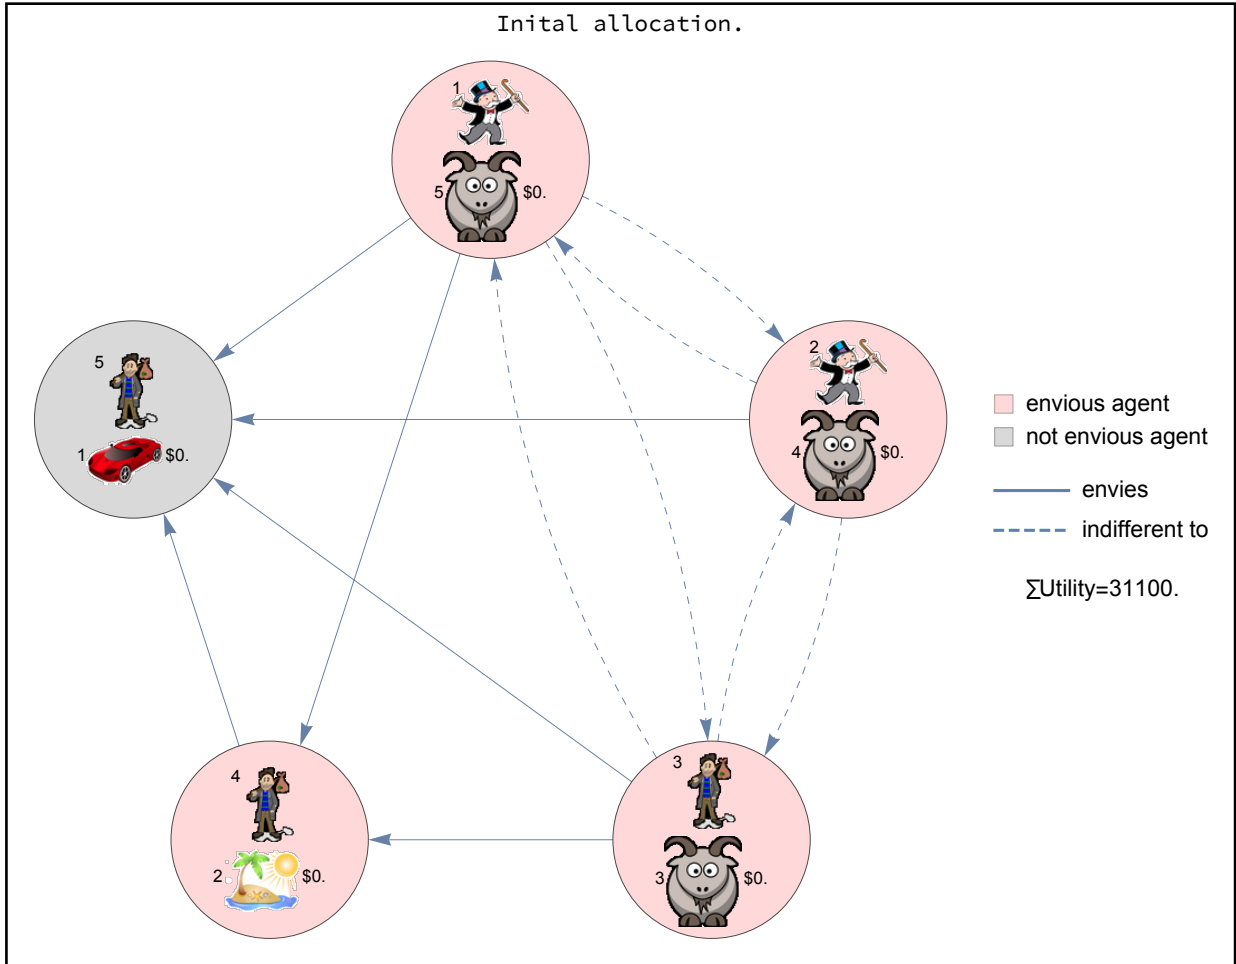 Inital allocation.
1
5 $0.
2
4 $0.
5
1 $0.
envious agent
not envious agent
envies
indifferent to
∑Utility=31100.
4
2 $0.
3
3 $0.